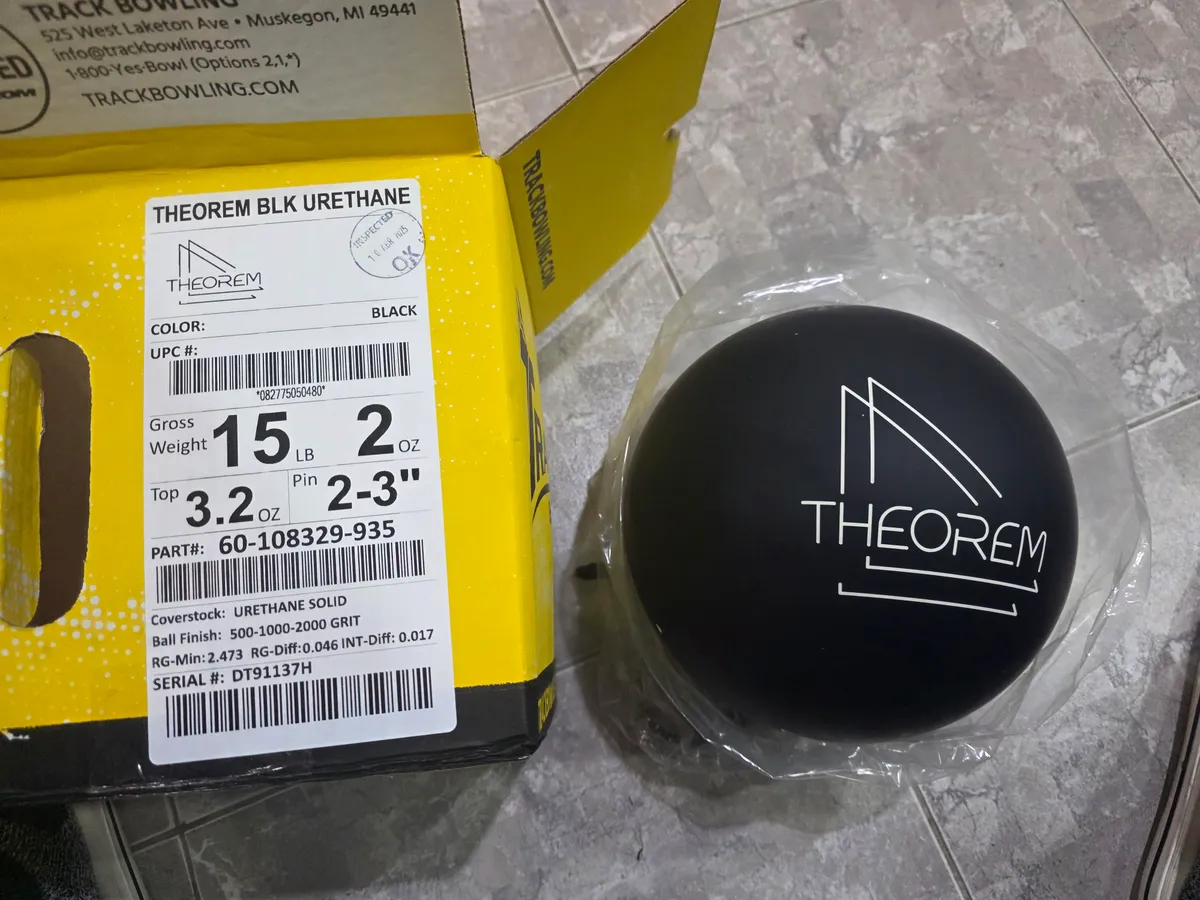 TRACK BOWLING
525 West Laketon Ave • Muskegon, MI 49441
info@trackbowling.com
1-800-Yes-Bowl (Options 2,1,*)
TRACKBOWLING.COM
TRACKBOWLING.COM
THEOREM BLK URETHANE
INSPECTED
OK
THEOREM
COLOR: BLACK
UPC #:
*082775050480*
Gross Weight 15 LB 2 OZ
Top 3.2 OZ Pin 2-3"
PART#: 60-108329-935
Coverstock: URETHANE SOLID
Ball Finish: 500-1000-2000 GRIT
RG-Min: 2.473 RG-Diff: 0.046 INT-Diff: 0.017
SERIAL #: DT91137H
THEOREM